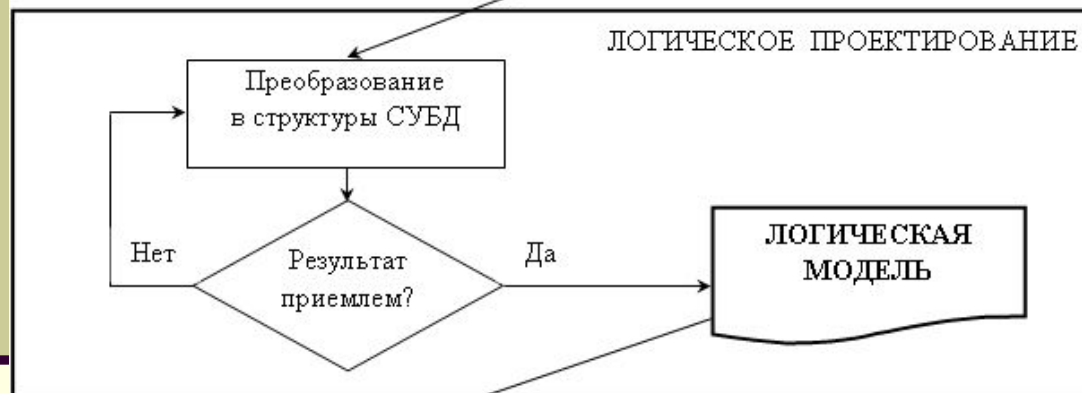 ЛОГИЧЕСКОЕ ПРОЕКТИРОВАНИЕ
Преобразование
в структуры СУБД
Нет
Результат
приемлем?
Да
ЛОГИЧЕСКАЯ
МОДЕЛЬ